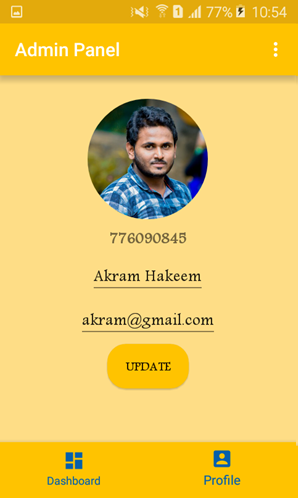 77% 10:54
Admin Panel
776090845
Akram Hakeem
akram@gmail.com
UPDATE
Dashboard
Profile